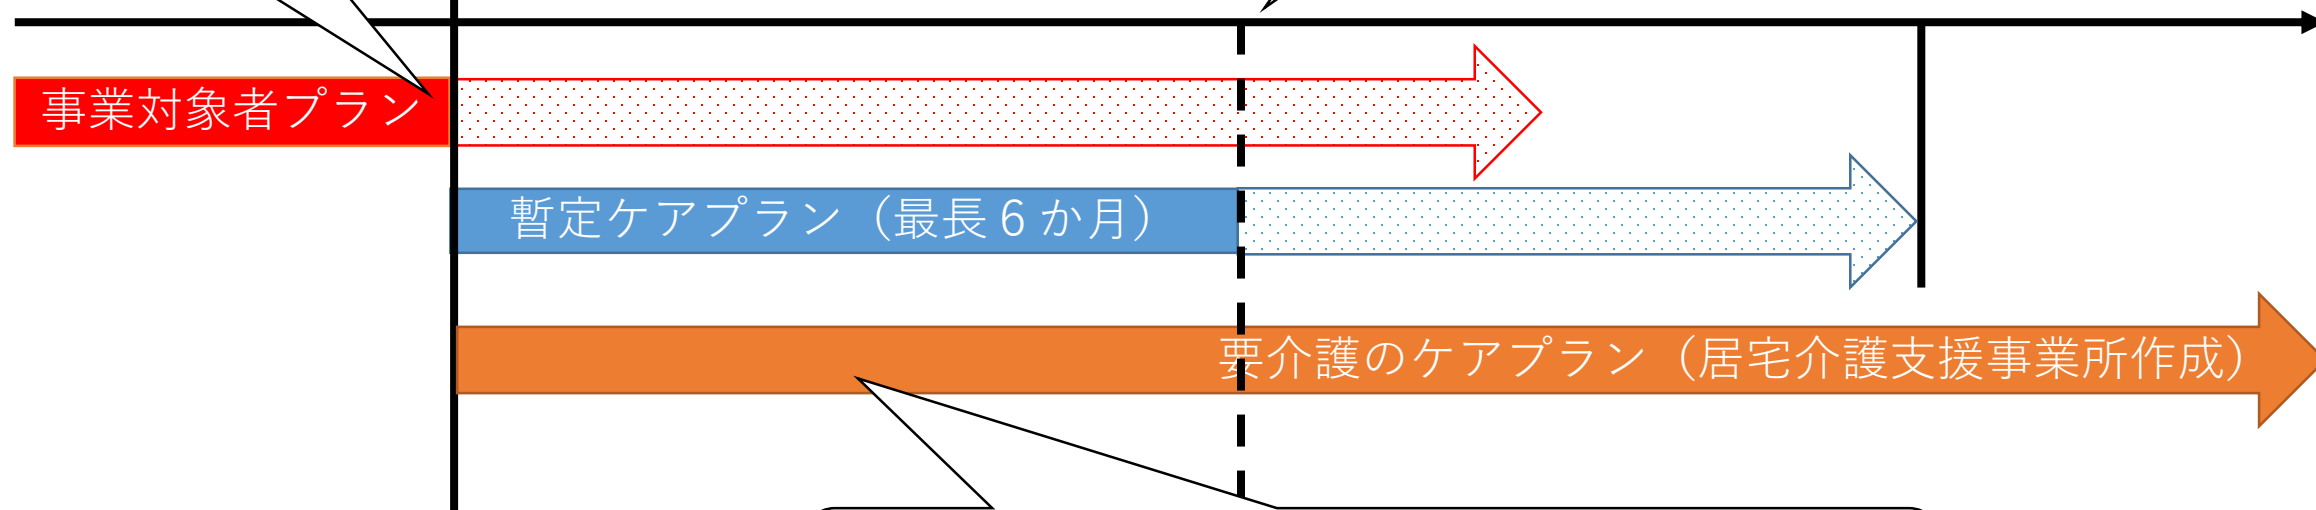 事業対象者プラン
暫定ケアプラン（最長６か月）
要介護のケアプラン（居宅介護支援事業所作成）